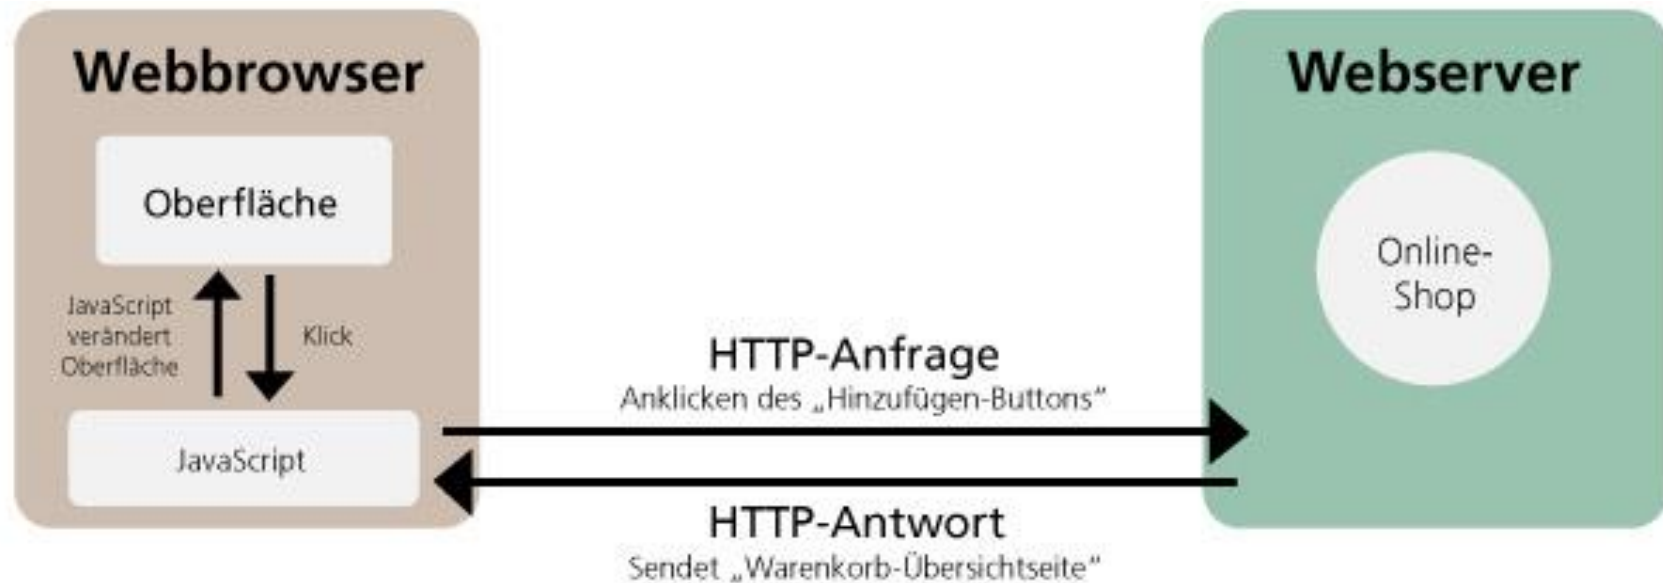 Webbrowser
Oberfläche
JavaScript
verändert
Oberfläche
Klick
JavaScript
HTTP-Anfrage
Anklicken des „Hinzufügen-Buttons“
HTTP-Antwort
Sendet „Warenkorb-Übersichtseite“
Webserver
Online-
Shop